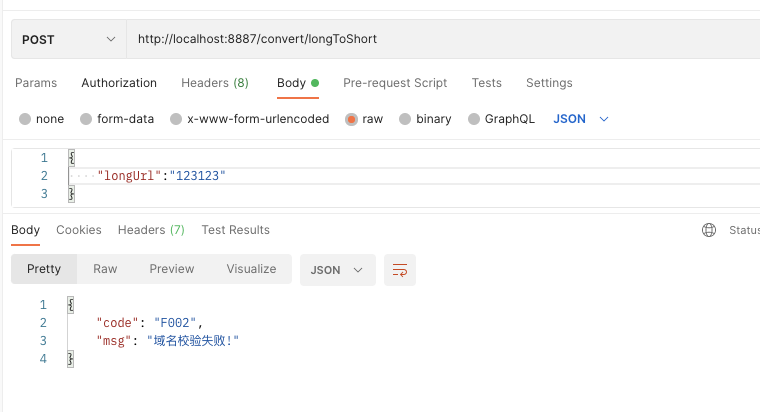 POST http://localhost:8887/convert/longToShort
Params Authorization Headers (8) Body Pre-request Script Tests Settings
none form-data x-www-form-urlencoded raw binary GraphQL JSON
1 {
2 "longUrl":"123123"
3 }
Body Cookies Headers (7) Test Results Status
Pretty Raw Preview Visualize JSON
1 {
2 "code": "F002",
3 "msg": "域名校验失败!"
4 }